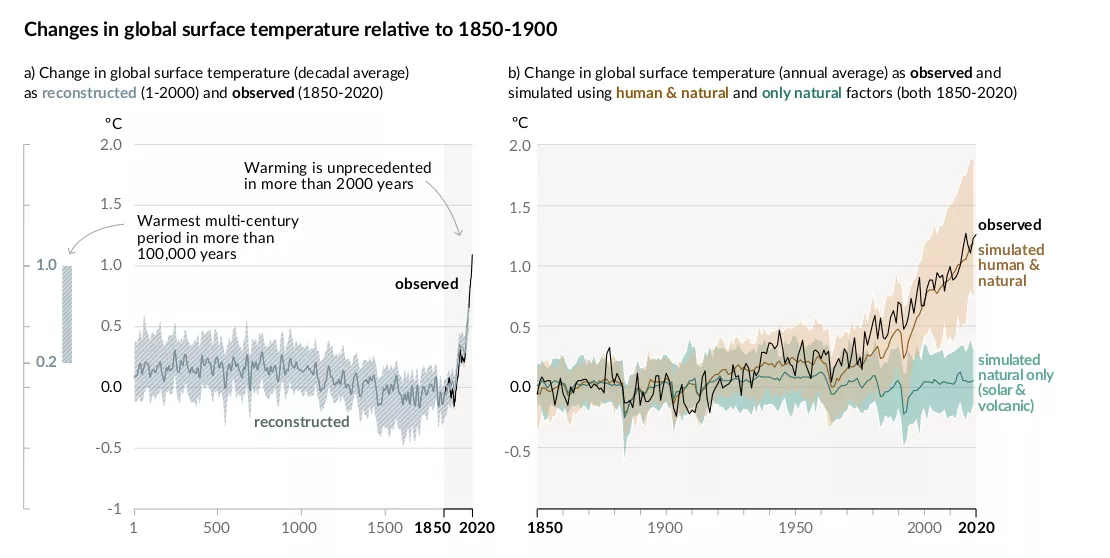 Changes in global surface temperature relative to 1850-1900
a) Change in global surface temperature (decadal average)
as reconstructed (1-2000) and observed (1850-2020)
°C
2.0
1.5
1.0
0.5
0.0
-0.5
-1
1.0
0.2
Warming is unprecedented
in more than 2000 years
Warmest multi-century
period in more than
100,000 years
observed
reconstructed
1
500
1000
1500
1850
2020
b) Change in global surface temperature (annual average) as observed and
simulated using human & natural and only natural factors (both 1850-2020)
°C
2.0
1.5
1.0
0.5
0.0
-0.5
observed
simulated
human &
natural
simulated
natural only
(solar &
volcanic)
1850
1900
1950
2000
2020